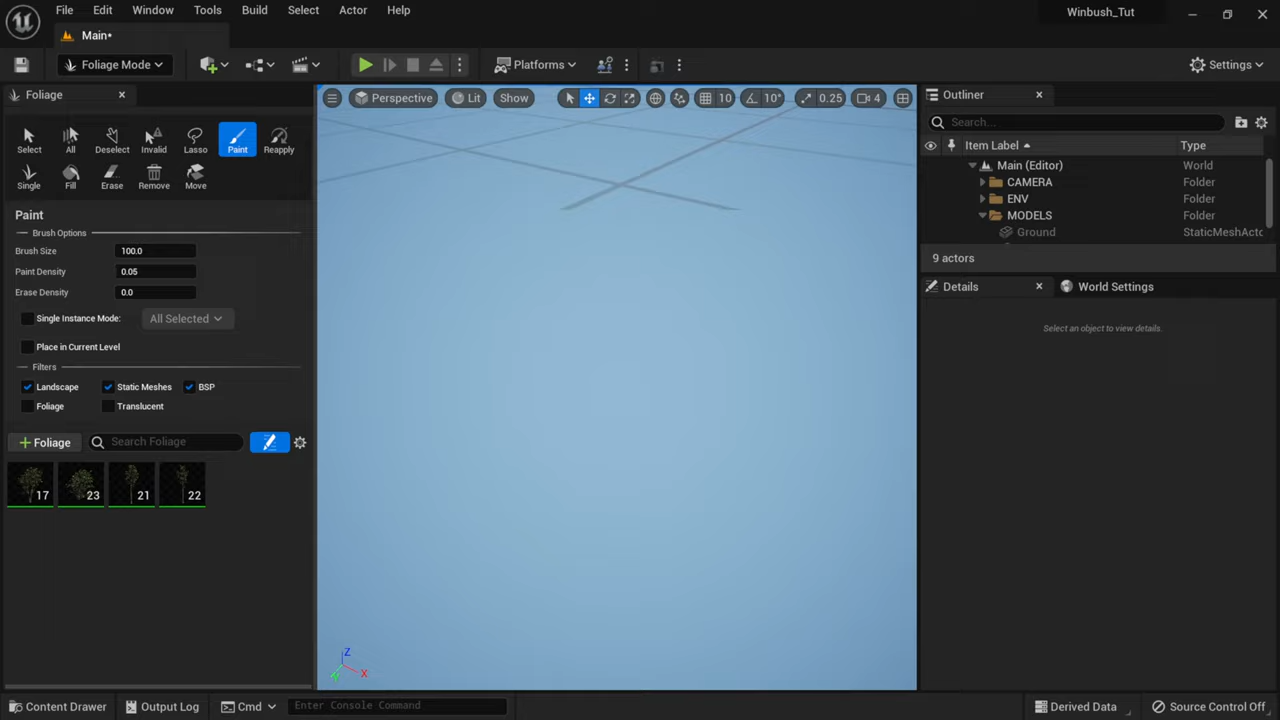 File Edit Window Tools Build Select Actor Help
Winbush_Tut
Main•
Foliage Mode
Platforms
Settings
Foliage
Perspective Lit Show
10 10° 0.25 4
Outliner
Select All Deselect Invalid Lasso Paint Reapply
Search...
Item Label Type
Single Fill Erase Remove Move
Main (Editor) World
CAMERA Folder
ENV Folder
MODELS Folder
Ground StaticMeshActo
9 actors
Paint
Brush Options
Brush Size 100.0
Paint Density 0.05
Erase Density 0.0
Details World Settings
Select an object to view details.
Single Instance Mode: All Selected
Place in Current Level
Filters
Landscape Static Meshes BSP
Foliage Translucent
+ Foliage Search Foliage
17 23 21 22
Z
X
Content Drawer Output Log Cmd Enter Console Command Derived Data Source Control Off